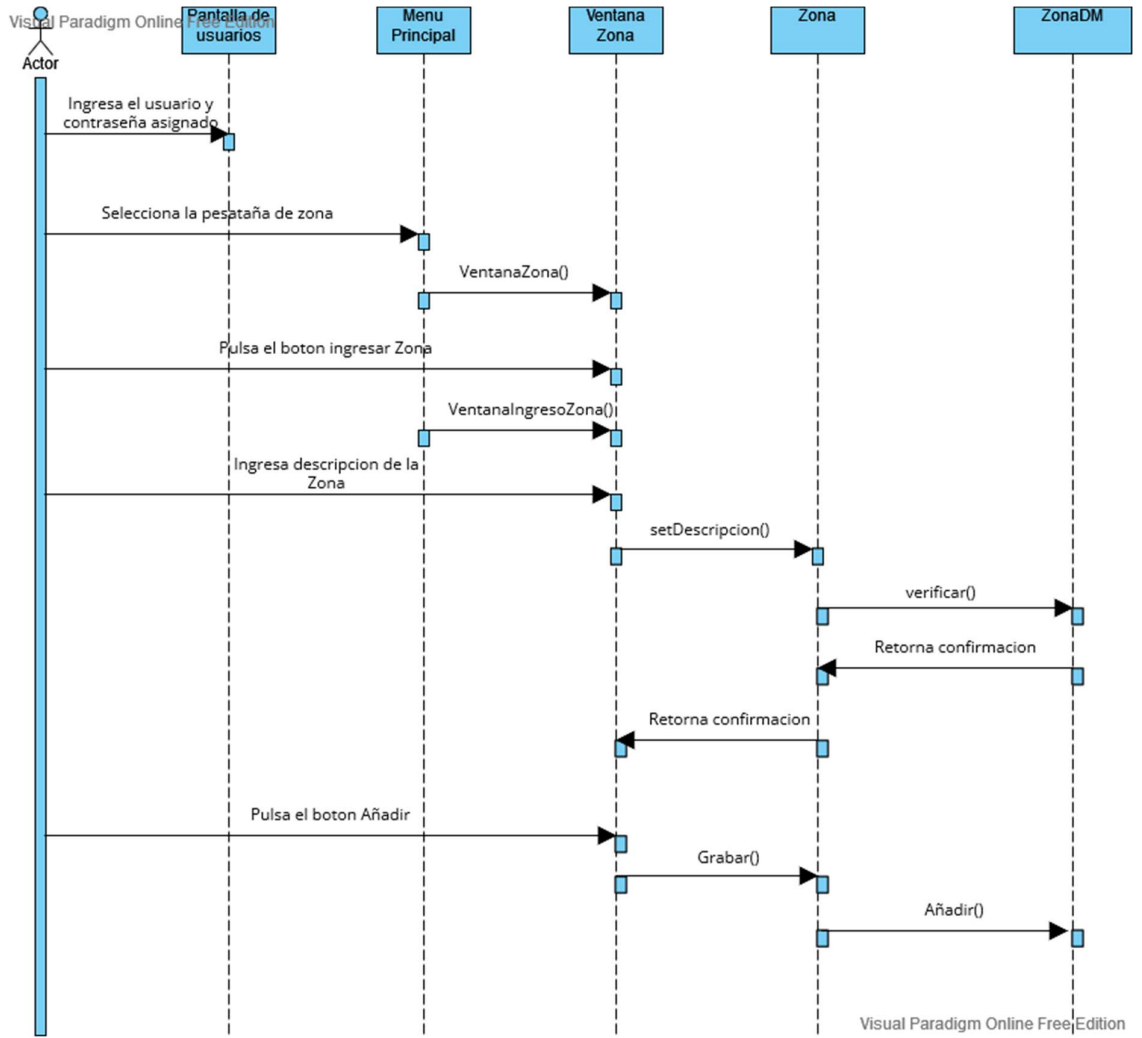 Visual Paradigm Online Free Edition
Pantalla de
usuarios
Menu
Principal
Ventana
Zona
Zona
ZonaDM
Actor
Ingresa el usuario y
contraseña asignado
Selecciona la pesataña de zona
VentanaZona()
Pulsa el boton ingresar Zona
VentanaIngresoZona()
Ingresa descripcion de la
Zona
setDescripcion()
verificar()
Retorna confirmacion
Retorna confirmacion
Pulsa el boton Añadir
Grabar()
Añadir()
Visual Paradigm Online Free Edition